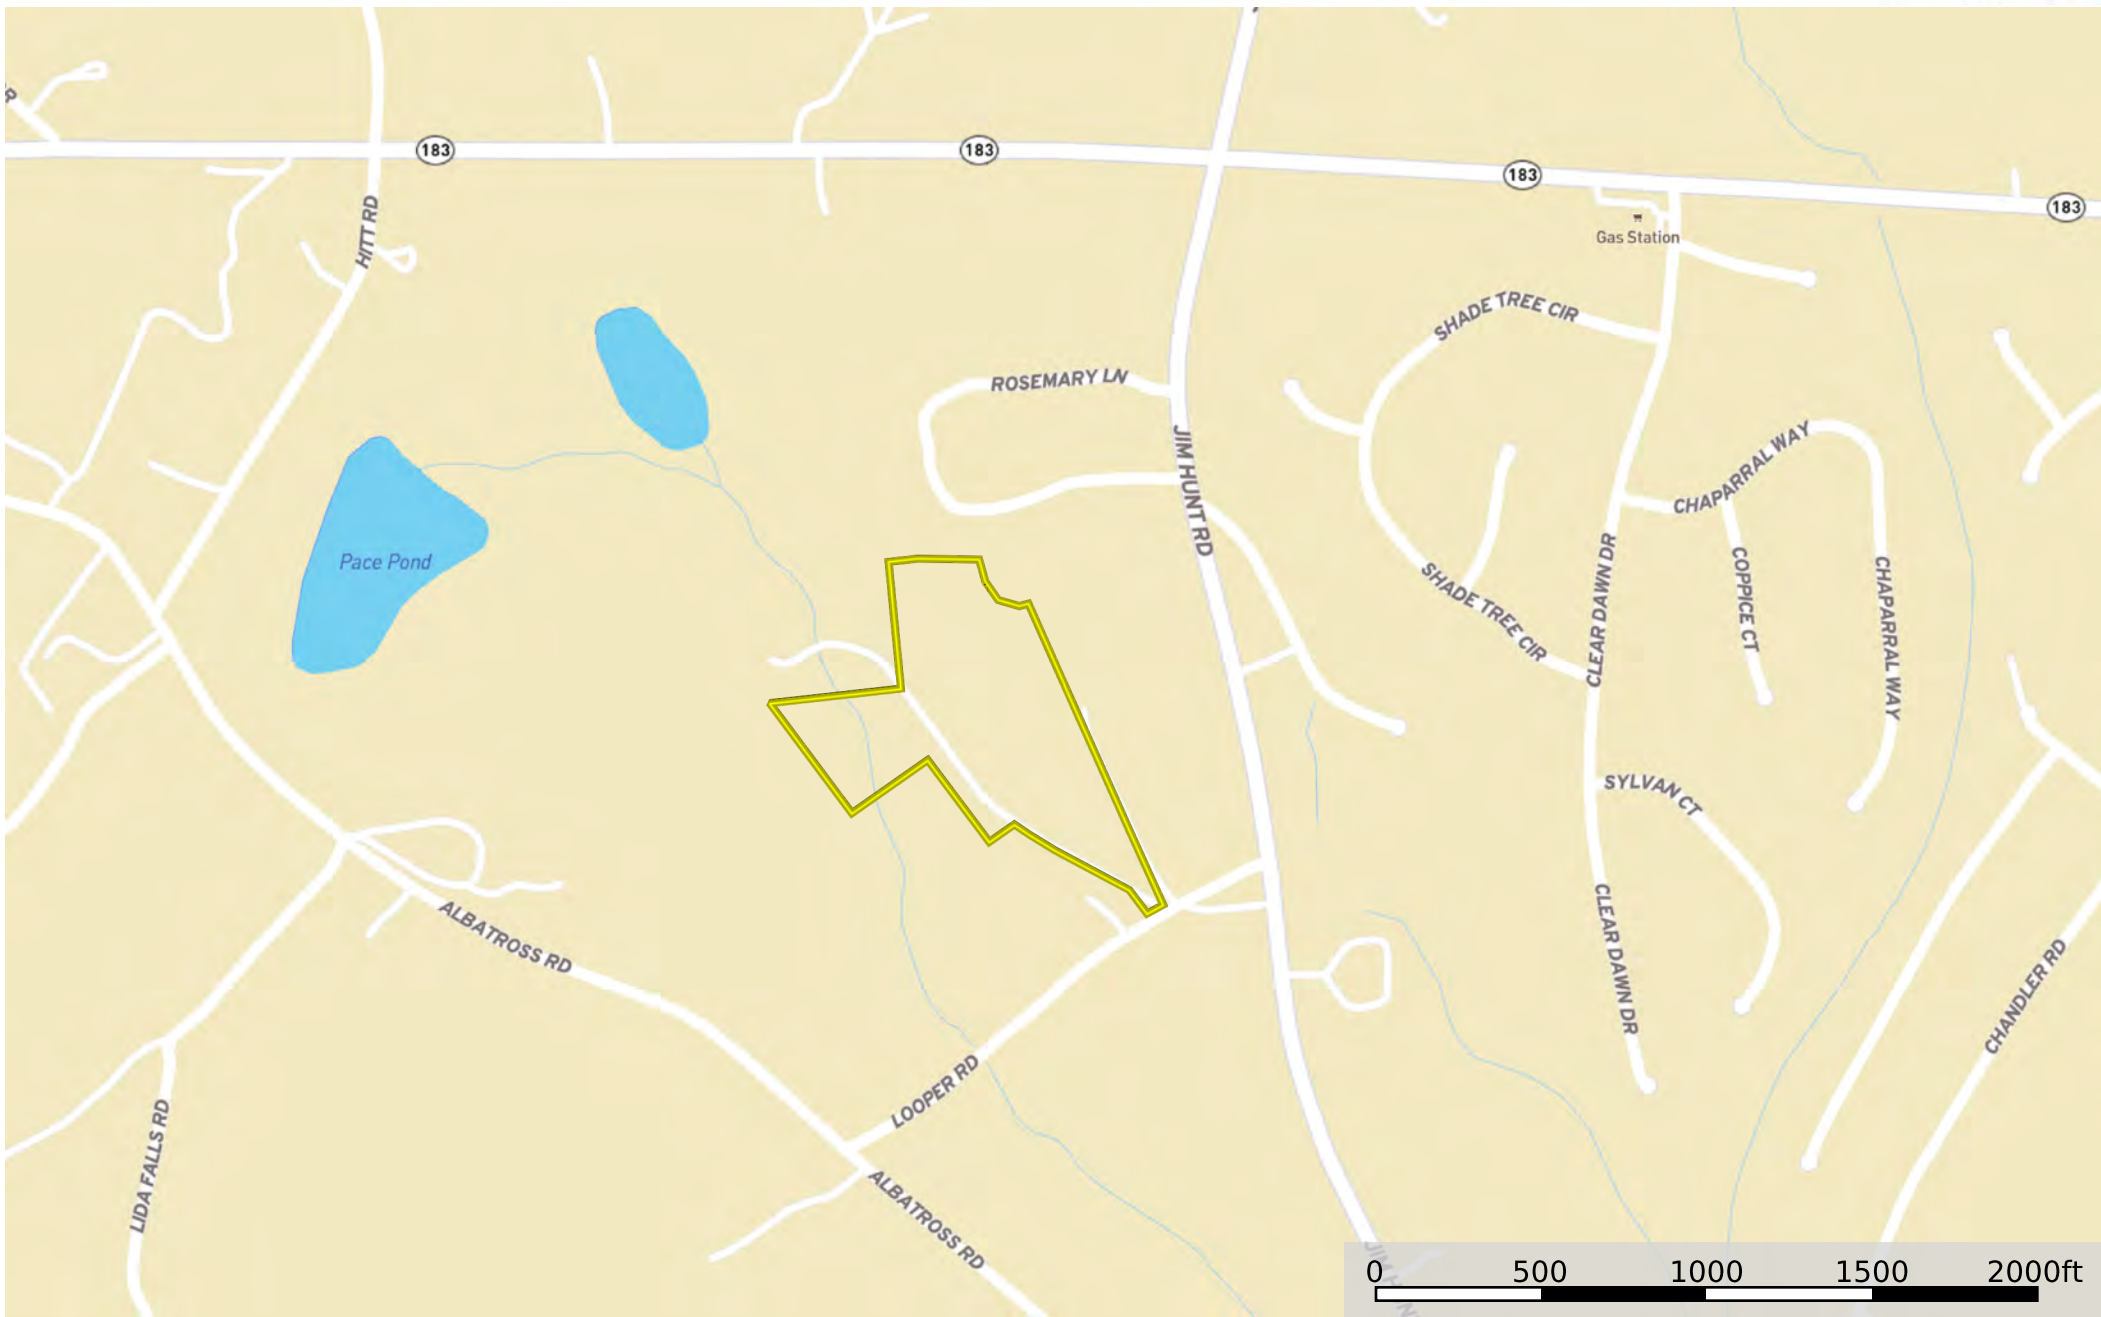 R
183
183
183
183
HITT RD
Gas Station
SHADE TREE CIR
ROSEMARY LN
JIM HUNT RD
CHAPARRAL WAY
Pace Pond
CLEAR DAWN DR
COPPICE CT
CHAPARRAL WAY
SHADE TREE CIR
SYLVAN CT
ALBATROSS RD
CLEAR DAWN DR
CHANDLER RD
LOOPER RD
LIDA FALLS RD
ALBATROSS RD
JIM HUN
0 500 1000 1500 2000ft